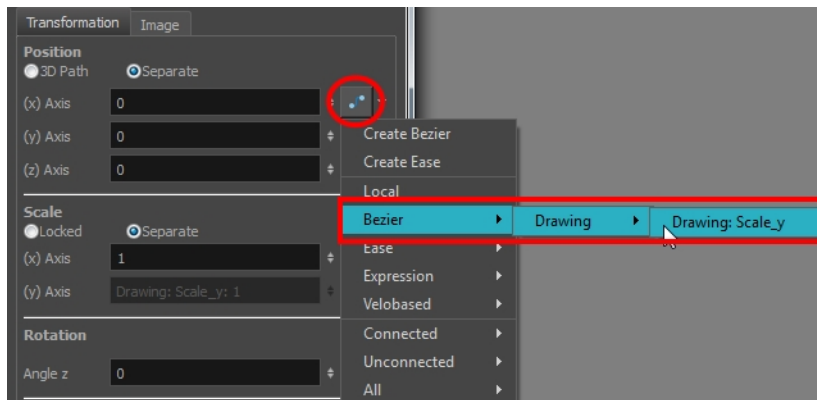 Transformation Image
Position
3D Path Separate
(x) Axis 0
(y) Axis 0
(z) Axis 0
Scale
Locked Separate
(x) Axis 1
(y) Axis Drawing: Scale_y: 1
Rotation
Angle z 0
Create Bezier
Create Ease
Local
Bezier Drawing Drawing: Scale_y
Ease
Expression
Velobased
Connected
Unconnected
All